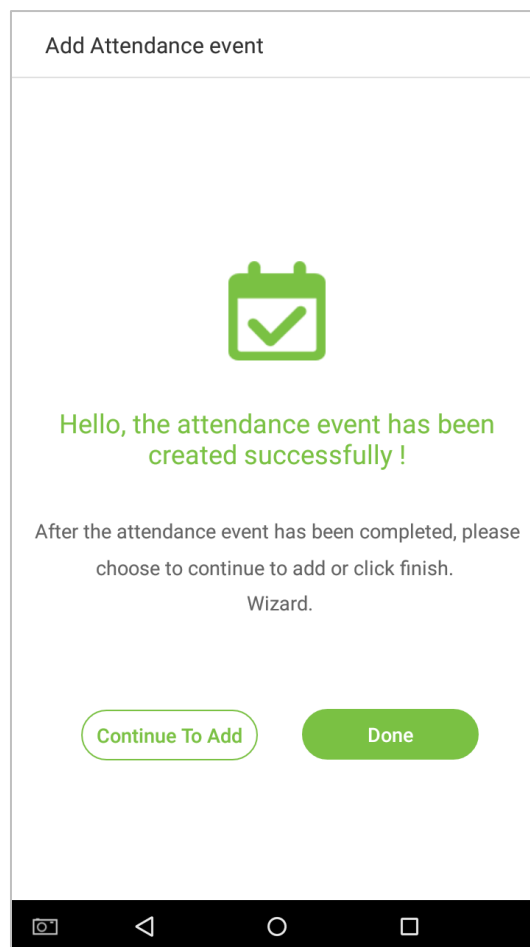 Add Attendance event
Hello, the attendance event has been
created successfully !
After the attendance event has been completed, please
choose to continue to add or click finish.
Wizard.
Continue To Add
Done